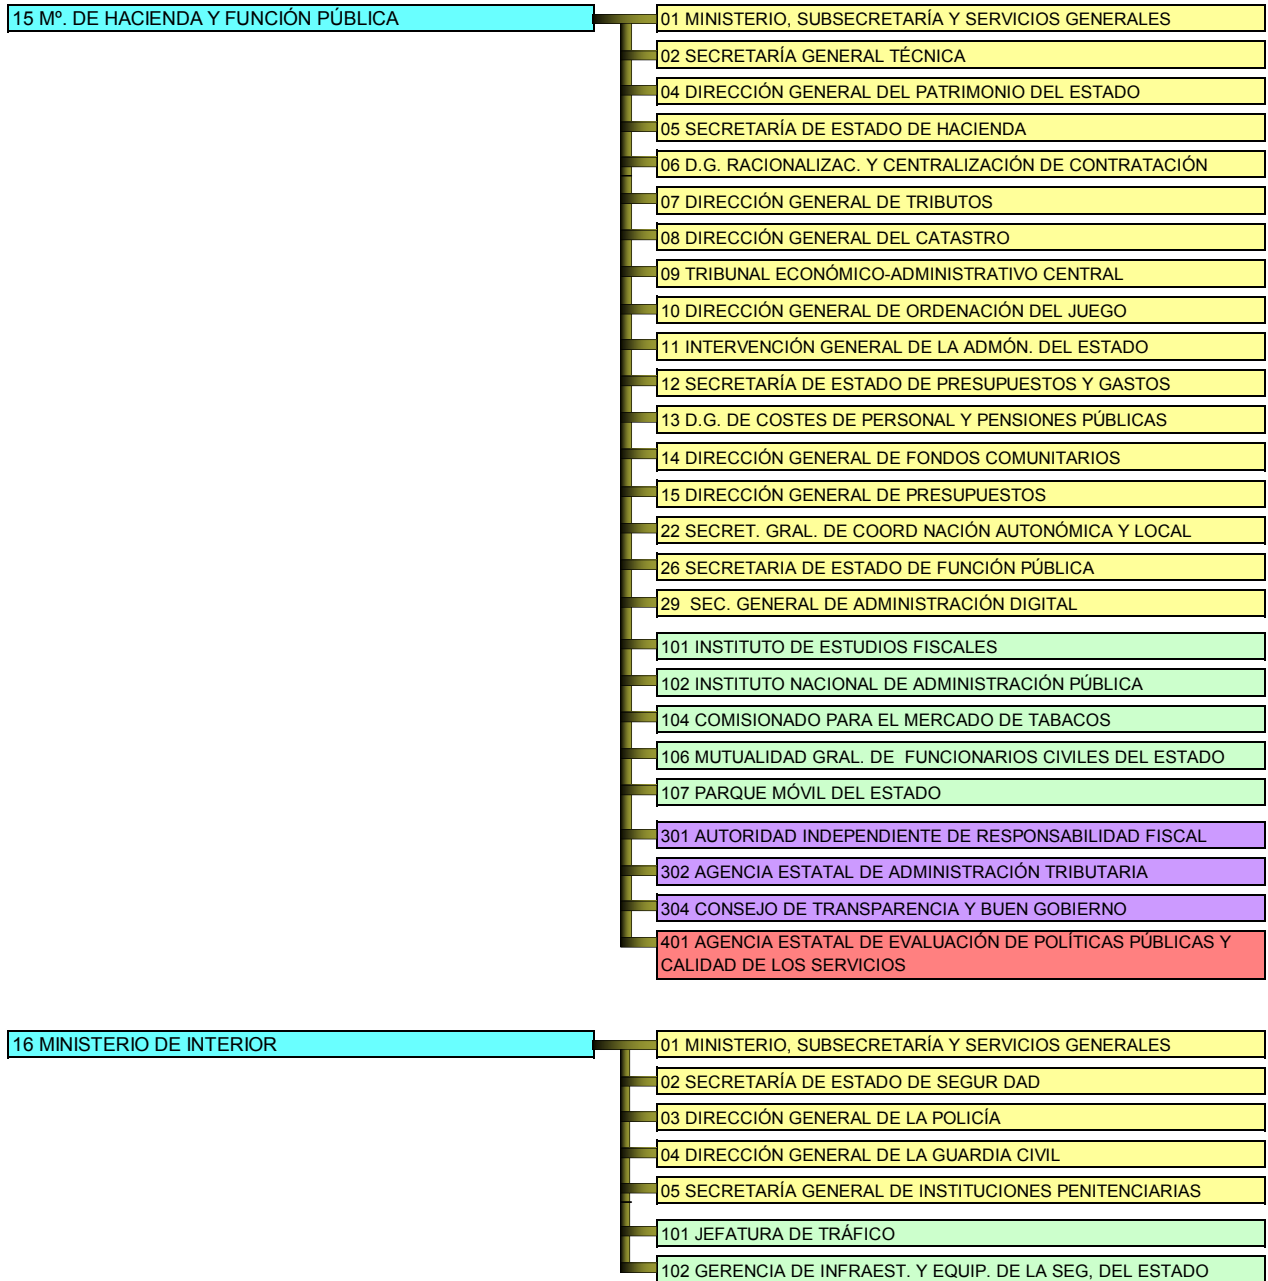 15 Mº. DE HACIENDA Y FUNCIÓN PÚBLICA
01 MINISTERIO, SUBSECRETARÍA Y SERVICIOS GENERALES
02 SECRETARÍA GENERAL TÉCNICA
04 DIRECCIÓN GENERAL DEL PATRIMONIO DEL ESTADO
05 SECRETARÍA DE ESTADO DE HACIENDA
06 D.G. RACIONALIZAC. Y CENTRALIZACIÓN DE CONTRATACIÓN
07 DIRECCIÓN GENERAL DE TRIBUTOS
08 DIRECCIÓN GENERAL DEL CATASTRO
09 TRIBUNAL ECONÓMICO-ADMINISTRATIVO CENTRAL
10 DIRECCIÓN GENERAL DE ORDENACIÓN DEL JUEGO
11 INTERVENCIÓN GENERAL DE LA ADMÓN. DEL ESTADO
12 SECRETARÍA DE ESTADO DE PRESUPUESTOS Y GASTOS
13 D.G. DE COSTES DE PERSONAL Y PENSIONES PÚBLICAS
14 DIRECCIÓN GENERAL DE FONDOS COMUNITARIOS
15 DIRECCIÓN GENERAL DE PRESUPUESTOS
22 SECRET. GRAL. DE COORD NACIÓN AUTONÓMICA Y LOCAL
26 SECRETARIA DE ESTADO DE FUNCIÓN PÚBLICA
29 SEC. GENERAL DE ADMINISTRACIÓN DIGITAL
101 INSTITUTO DE ESTUDIOS FISCALES
102 INSTITUTO NACIONAL DE ADMINISTRACIÓN PÚBLICA
104 COMISIONADO PARA EL MERCADO DE TABACOS
106 MUTUALIDAD GRAL. DE FUNCIONARIOS CIVILES DEL ESTADO
107 PARQUE MÓVIL DEL ESTADO
301 AUTORIDAD INDEPENDIENTE DE RESPONSABILIDAD FISCAL
302 AGENCIA ESTATAL DE ADMINISTRACIÓN TRIBUTARIA
304 CONSEJO DE TRANSPARENCIA Y BUEN GOBIERNO
401 AGENCIA ESTATAL DE EVALUACIÓN DE POLÍTICAS PÚBLICAS Y
CALIDAD DE LOS SERVICIOS
16 MINISTERIO DE INTERIOR
01 MINISTERIO, SUBSECRETARÍA Y SERVICIOS GENERALES
02 SECRETARÍA DE ESTADO DE SEGUR DAD
03 DIRECCIÓN GENERAL DE LA POLICÍA
04 DIRECCIÓN GENERAL DE LA GUARDIA CIVIL
05 SECRETARÍA GENERAL DE INSTITUCIONES PENITENCIARIAS
101 JEFATURA DE TRÁFICO
102 GERENCIA DE INFRAEST. Y EQUIP. DE LA SEG, DEL ESTADO